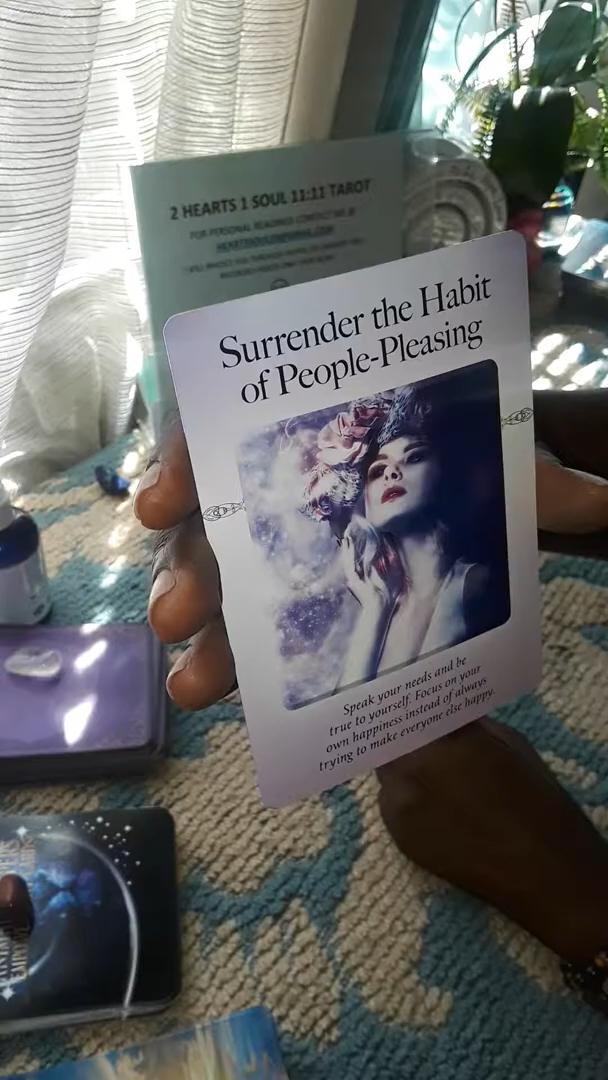 2 HEARTS 1 SOUL 11:11 TAROT
FOR PERSONAL READINGS CONTACT ME @
Surrender the Habit
of People-Pleasing
Speak your needs and be
true to yourself. Focus on your
own happiness instead of always
trying to make everyone else happy.